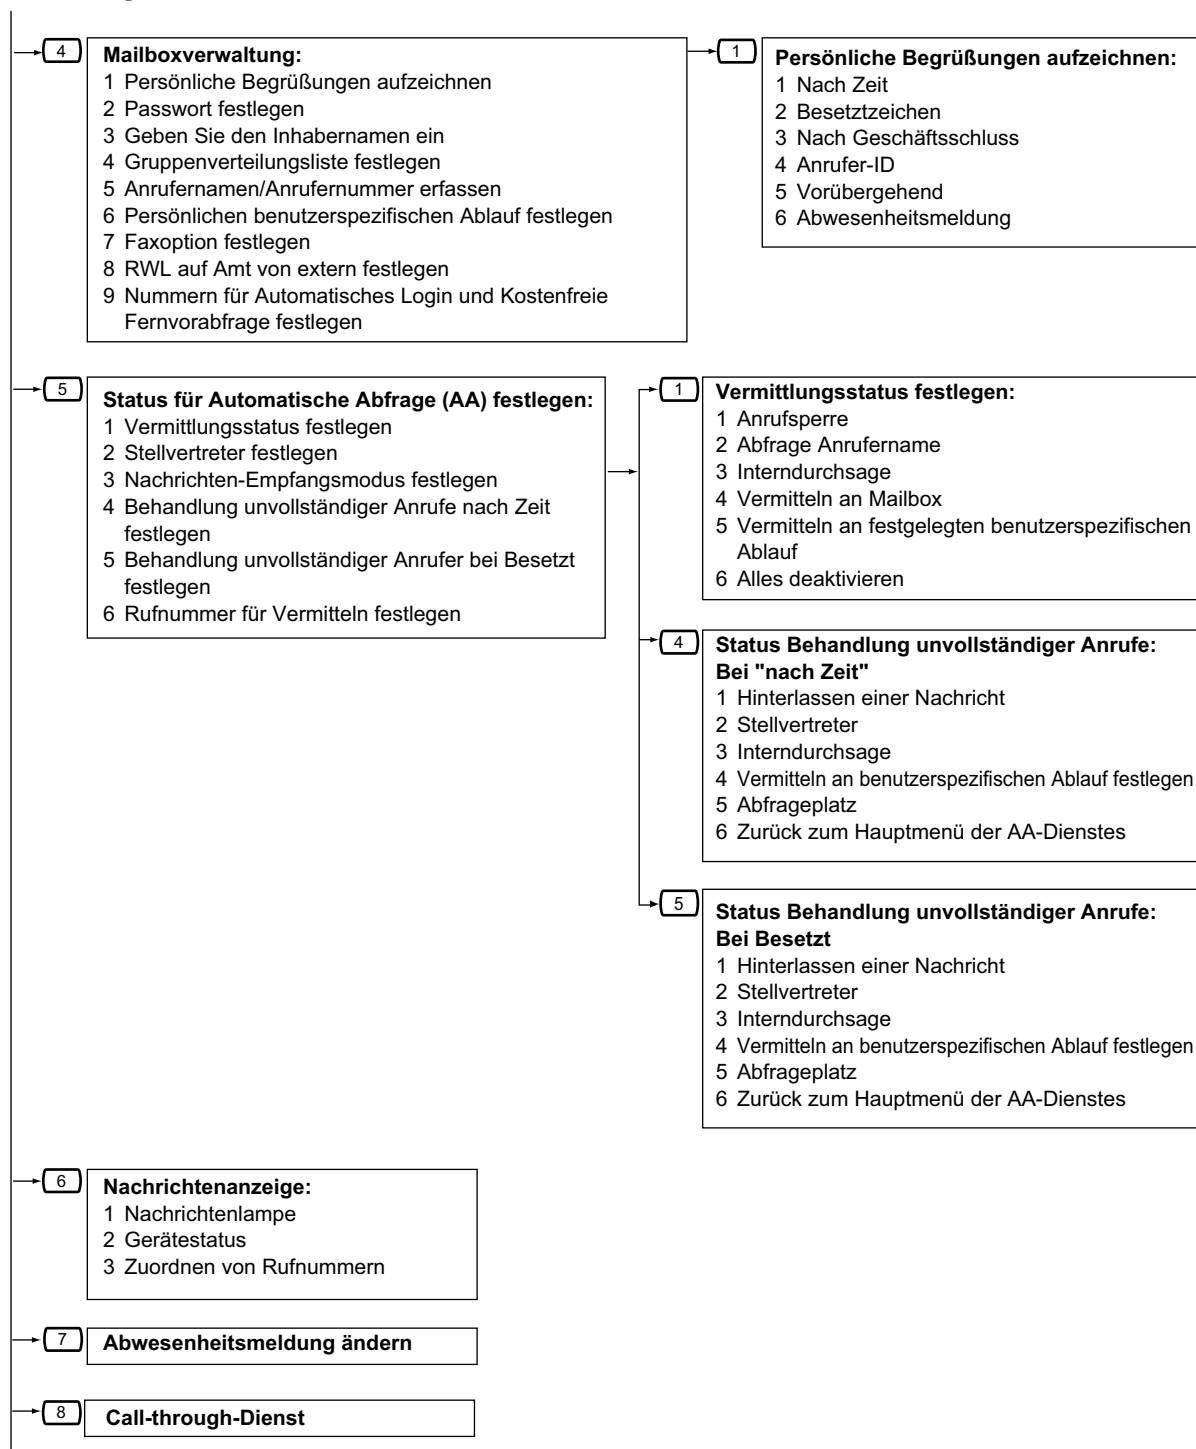 4
Mailboxverwaltung:
1 Persönliche Begrüßungen aufzeichnen
2 Passwort festlegen
3 Geben Sie den Inhabernamen ein
4 Gruppenverteilungsliste festlegen
5 Anrufernamen/Anrufernummer erfassen
6 Persönlichen benutzerspezifischen Ablauf festlegen
7 Faxoption festlegen
8 RWL auf Amt von extern festlegen
9 Nummern für Automatisches Login und Kostenfreie
Fernvorabfrage festlegen
1
Persönliche Begrüßungen aufzeichnen:
1 Nach Zeit
2 Besetztzeichen
3 Nach Geschäftsschluss
4 Anrufer-ID
5 Vorübergehend
6 Abwesenheitsmeldung
5
Status für Automatische Abfrage (AA) festlegen:
1 Vermittlungsstatus festlegen
2 Stellvertreter festlegen
3 Nachrichten-Empfangsmodus festlegen
4 Behandlung unvollständiger Anrufe nach Zeit
festlegen
5 Behandlung unvollständiger Anrufer bei Besetzt
festlegen
6 Rufnummer für Vermitteln festlegen
1
Vermittlungsstatus festlegen:
1 Anrufsperre
2 Abfrage Anrufername
3 Interndurchsage
4 Vermitteln an Mailbox
5 Vermitteln an festgelegten benutzerspezifischen
Ablauf
6 Alles deaktivieren
4
Status Behandlung unvollständiger Anrufe:
Bei "nach Zeit"
1 Hinterlassen einer Nachricht
2 Stellvertreter
3 Interndurchsage
4 Vermitteln an benutzerspezifischen Ablauf festlegen
5 Abfrageplatz
6 Zurück zum Hauptmenü der AA-Dienstes
5
Status Behandlung unvollständiger Anrufe:
Bei Besetzt
1 Hinterlassen einer Nachricht
2 Stellvertreter
3 Interndurchsage
4 Vermitteln an benutzerspezifischen Ablauf festlegen
5 Abfrageplatz
6 Zurück zum Hauptmenü der AA-Dienstes
6
Nachrichtenanzeige:
1 Nachrichtenlampe
2 Gerätestatus
3 Zuordnen von Rufnummern
7
Abwesenheitsmeldung ändern
8
Call-through-Dienst